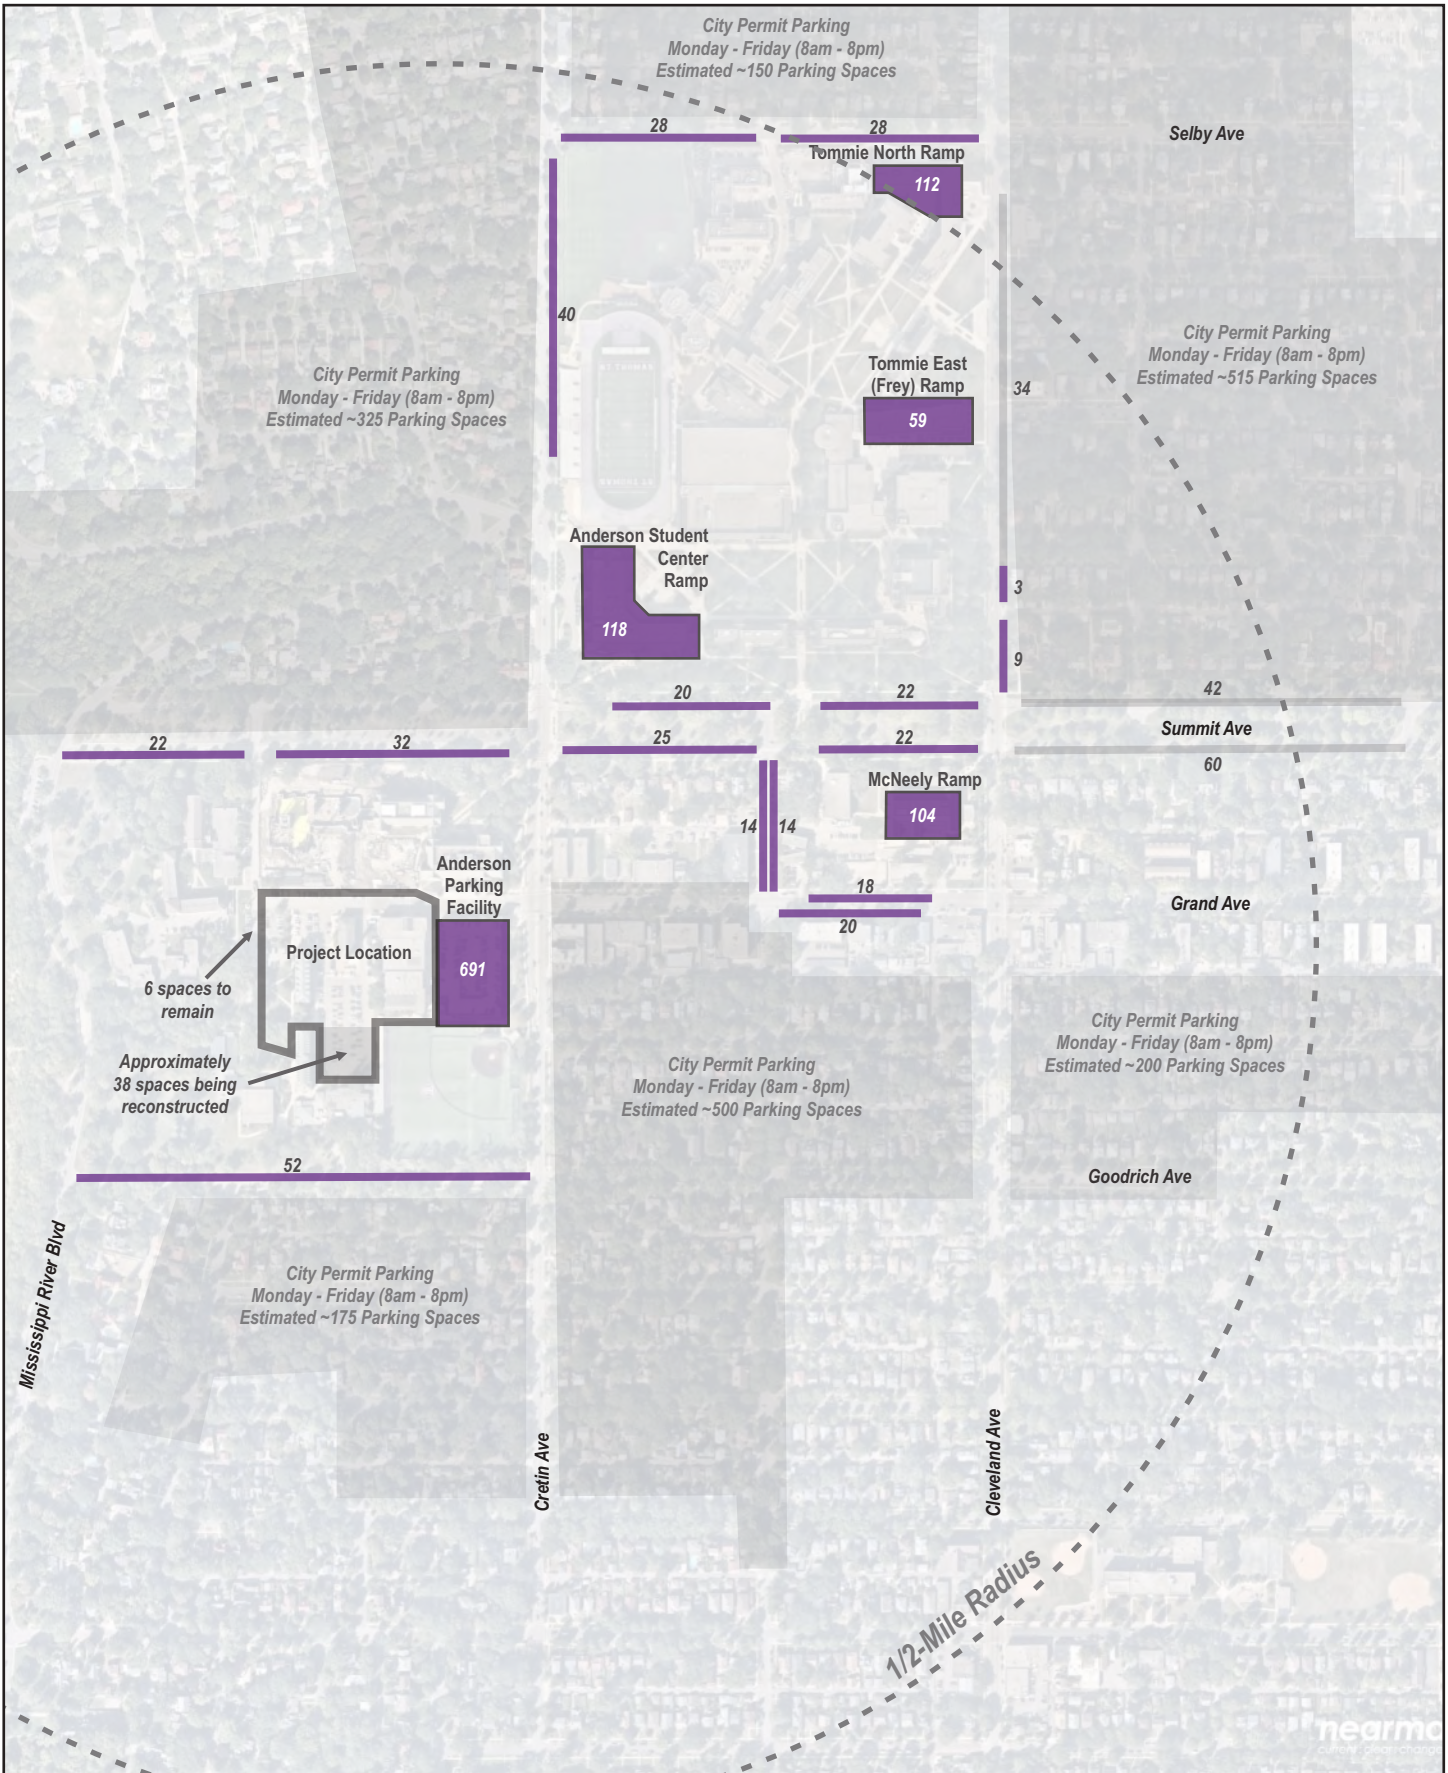 City Permit Parking
Monday - Friday (8am - 8pm)
Estimated ~150 Parking Spaces
28
28
Selby Ave
Tommie North Ramp
112
40
City Permit Parking
Monday - Friday (8am - 8pm)
Estimated ~325 Parking Spaces
Tommie East
(Frey) Ramp
59
34
City Permit Parking
Monday - Friday (8am - 8pm)
Estimated ~515 Parking Spaces
Anderson Student
Center
Ramp
118
3
9
20
22
42
Summit Ave
22
32
25
22
60
McNeely Ramp
104
14
14
18
20
Grand Ave
Anderson
Parking
Facility
691
Project Location
6 spaces to
remain
Approximately
38 spaces being
reconstructed
City Permit Parking
Monday - Friday (8am - 8pm)
Estimated ~500 Parking Spaces
City Permit Parking
Monday - Friday (8am - 8pm)
Estimated ~200 Parking Spaces
52
Goodrich Ave
Mississippi River Blvd
City Permit Parking
Monday - Friday (8am - 8pm)
Estimated ~175 Parking Spaces
Cretin Ave
Cleveland Ave
1/2-Mile Radius
nearma